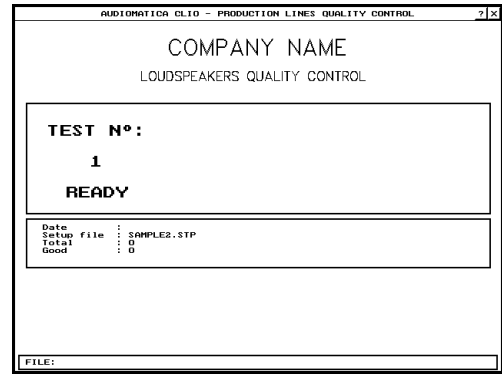 AUDIOMATICA CLIO - PRODUCTION LINES QUALITY CONTROL ? X
COMPANY NAME
LOUDSPEAKERS QUALITY CONTROL
TEST Nº:
1
READY
Date :
Setup file : SAMPLE2.STP
Total : 0
Good : 0
FILE: